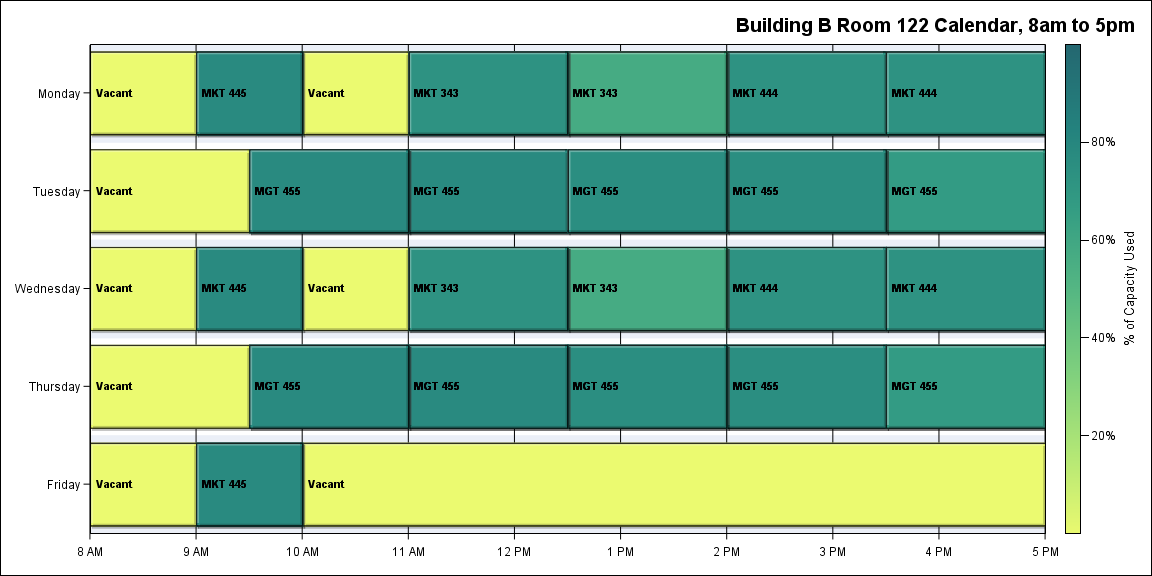 Building B Room 122 Calendar, 8am to 5pm
Monday Vacant MKT 445 Vacant MKT 343 MKT 343 MKT 444 MKT 444
Tuesday Vacant MGT 455 MGT 455 MGT 455 MGT 455 MGT 455
Wednesday Vacant MKT 445 Vacant MKT 343 MKT 343 MKT 444 MKT 444
Thursday Vacant MGT 455 MGT 455 MGT 455 MGT 455 MGT 455
Friday Vacant MKT 445 Vacant
8 AM 9 AM 10 AM 11 AM 12 PM 1 PM 2 PM 3 PM 4 PM 5 PM
80%
60%
40%
20%
% of Capacity Used